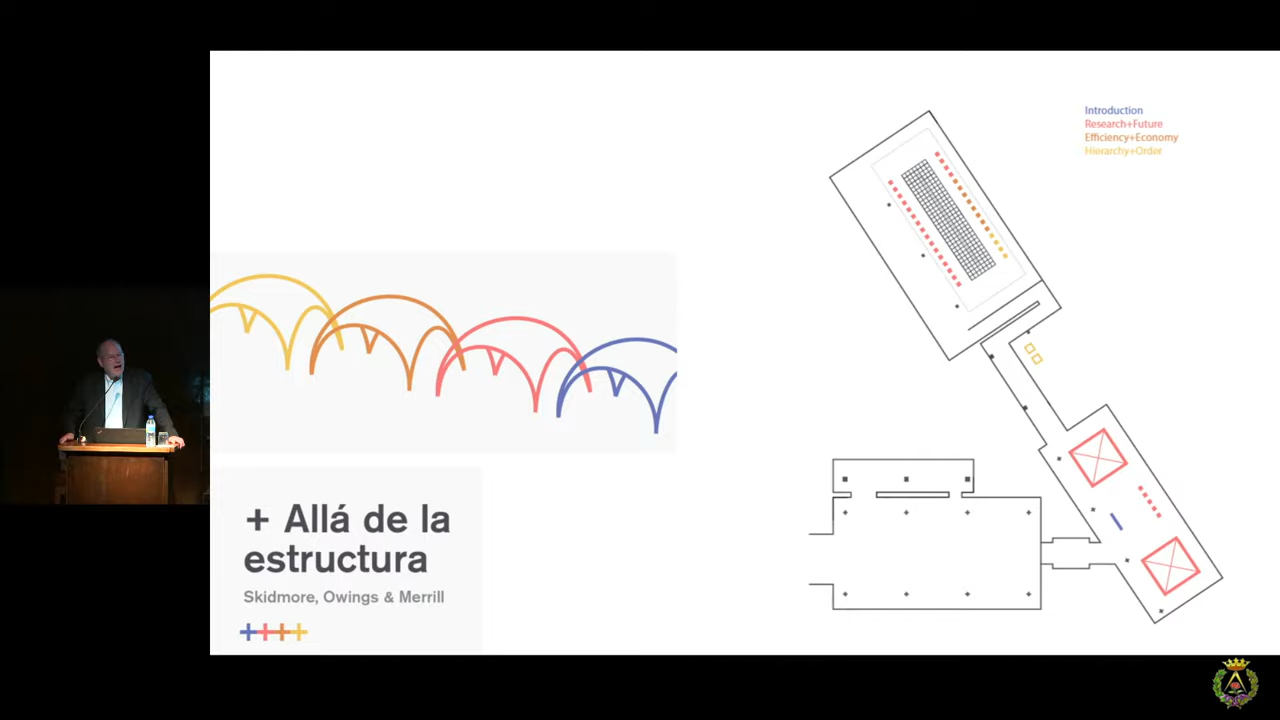 Introduction
Research+Future
Efficiency+Economy
Hierarchy+Order
+ Allá de la
estructura
Skidmore, Owings & Merrill